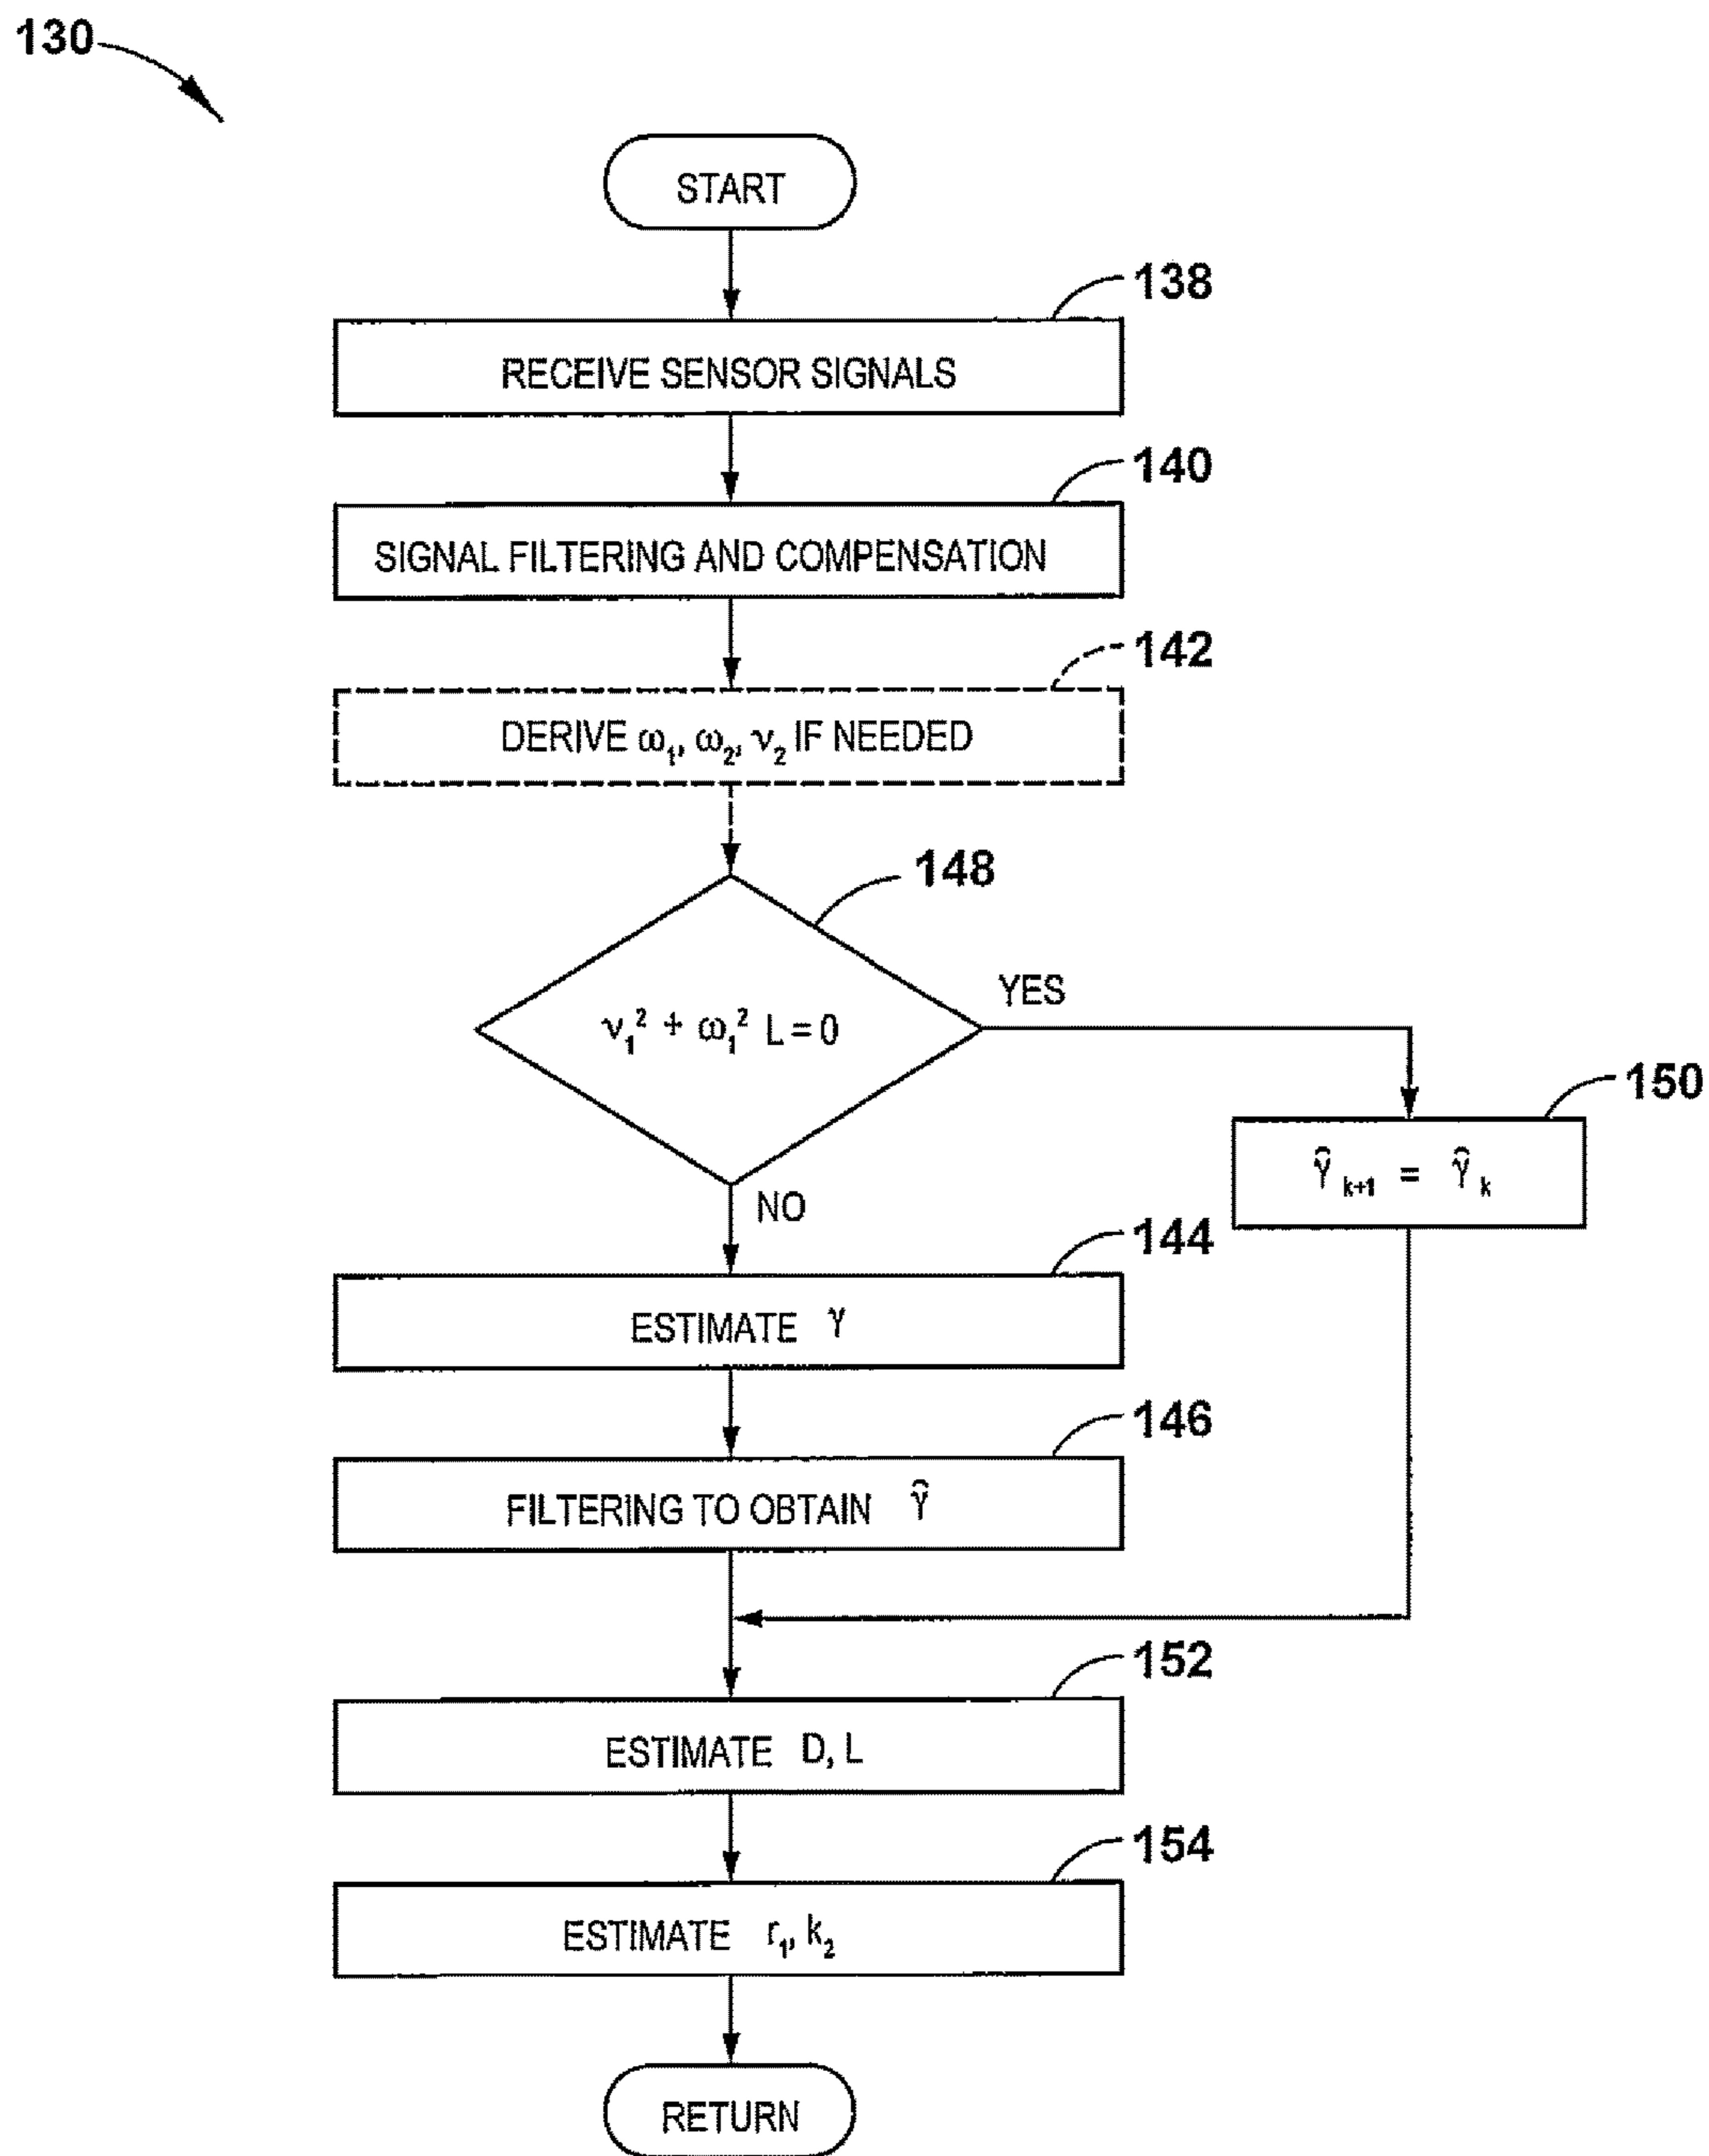 130
START
138
RECEIVE SENSOR SIGNALS
140
SIGNAL FILTERING AND COMPENSATION
142
DERIVE ω₁, ω₂, ν₂ IF NEEDED
148
ν₁² + ω₁² L = 0
YES
150
γ̂ₖ₊₁ = γ̂ₖ
NO
144
ESTIMATE γ
146
FILTERING TO OBTAIN γ̂
152
ESTIMATE D, L
154
ESTIMATE r₁, k₂
RETURN